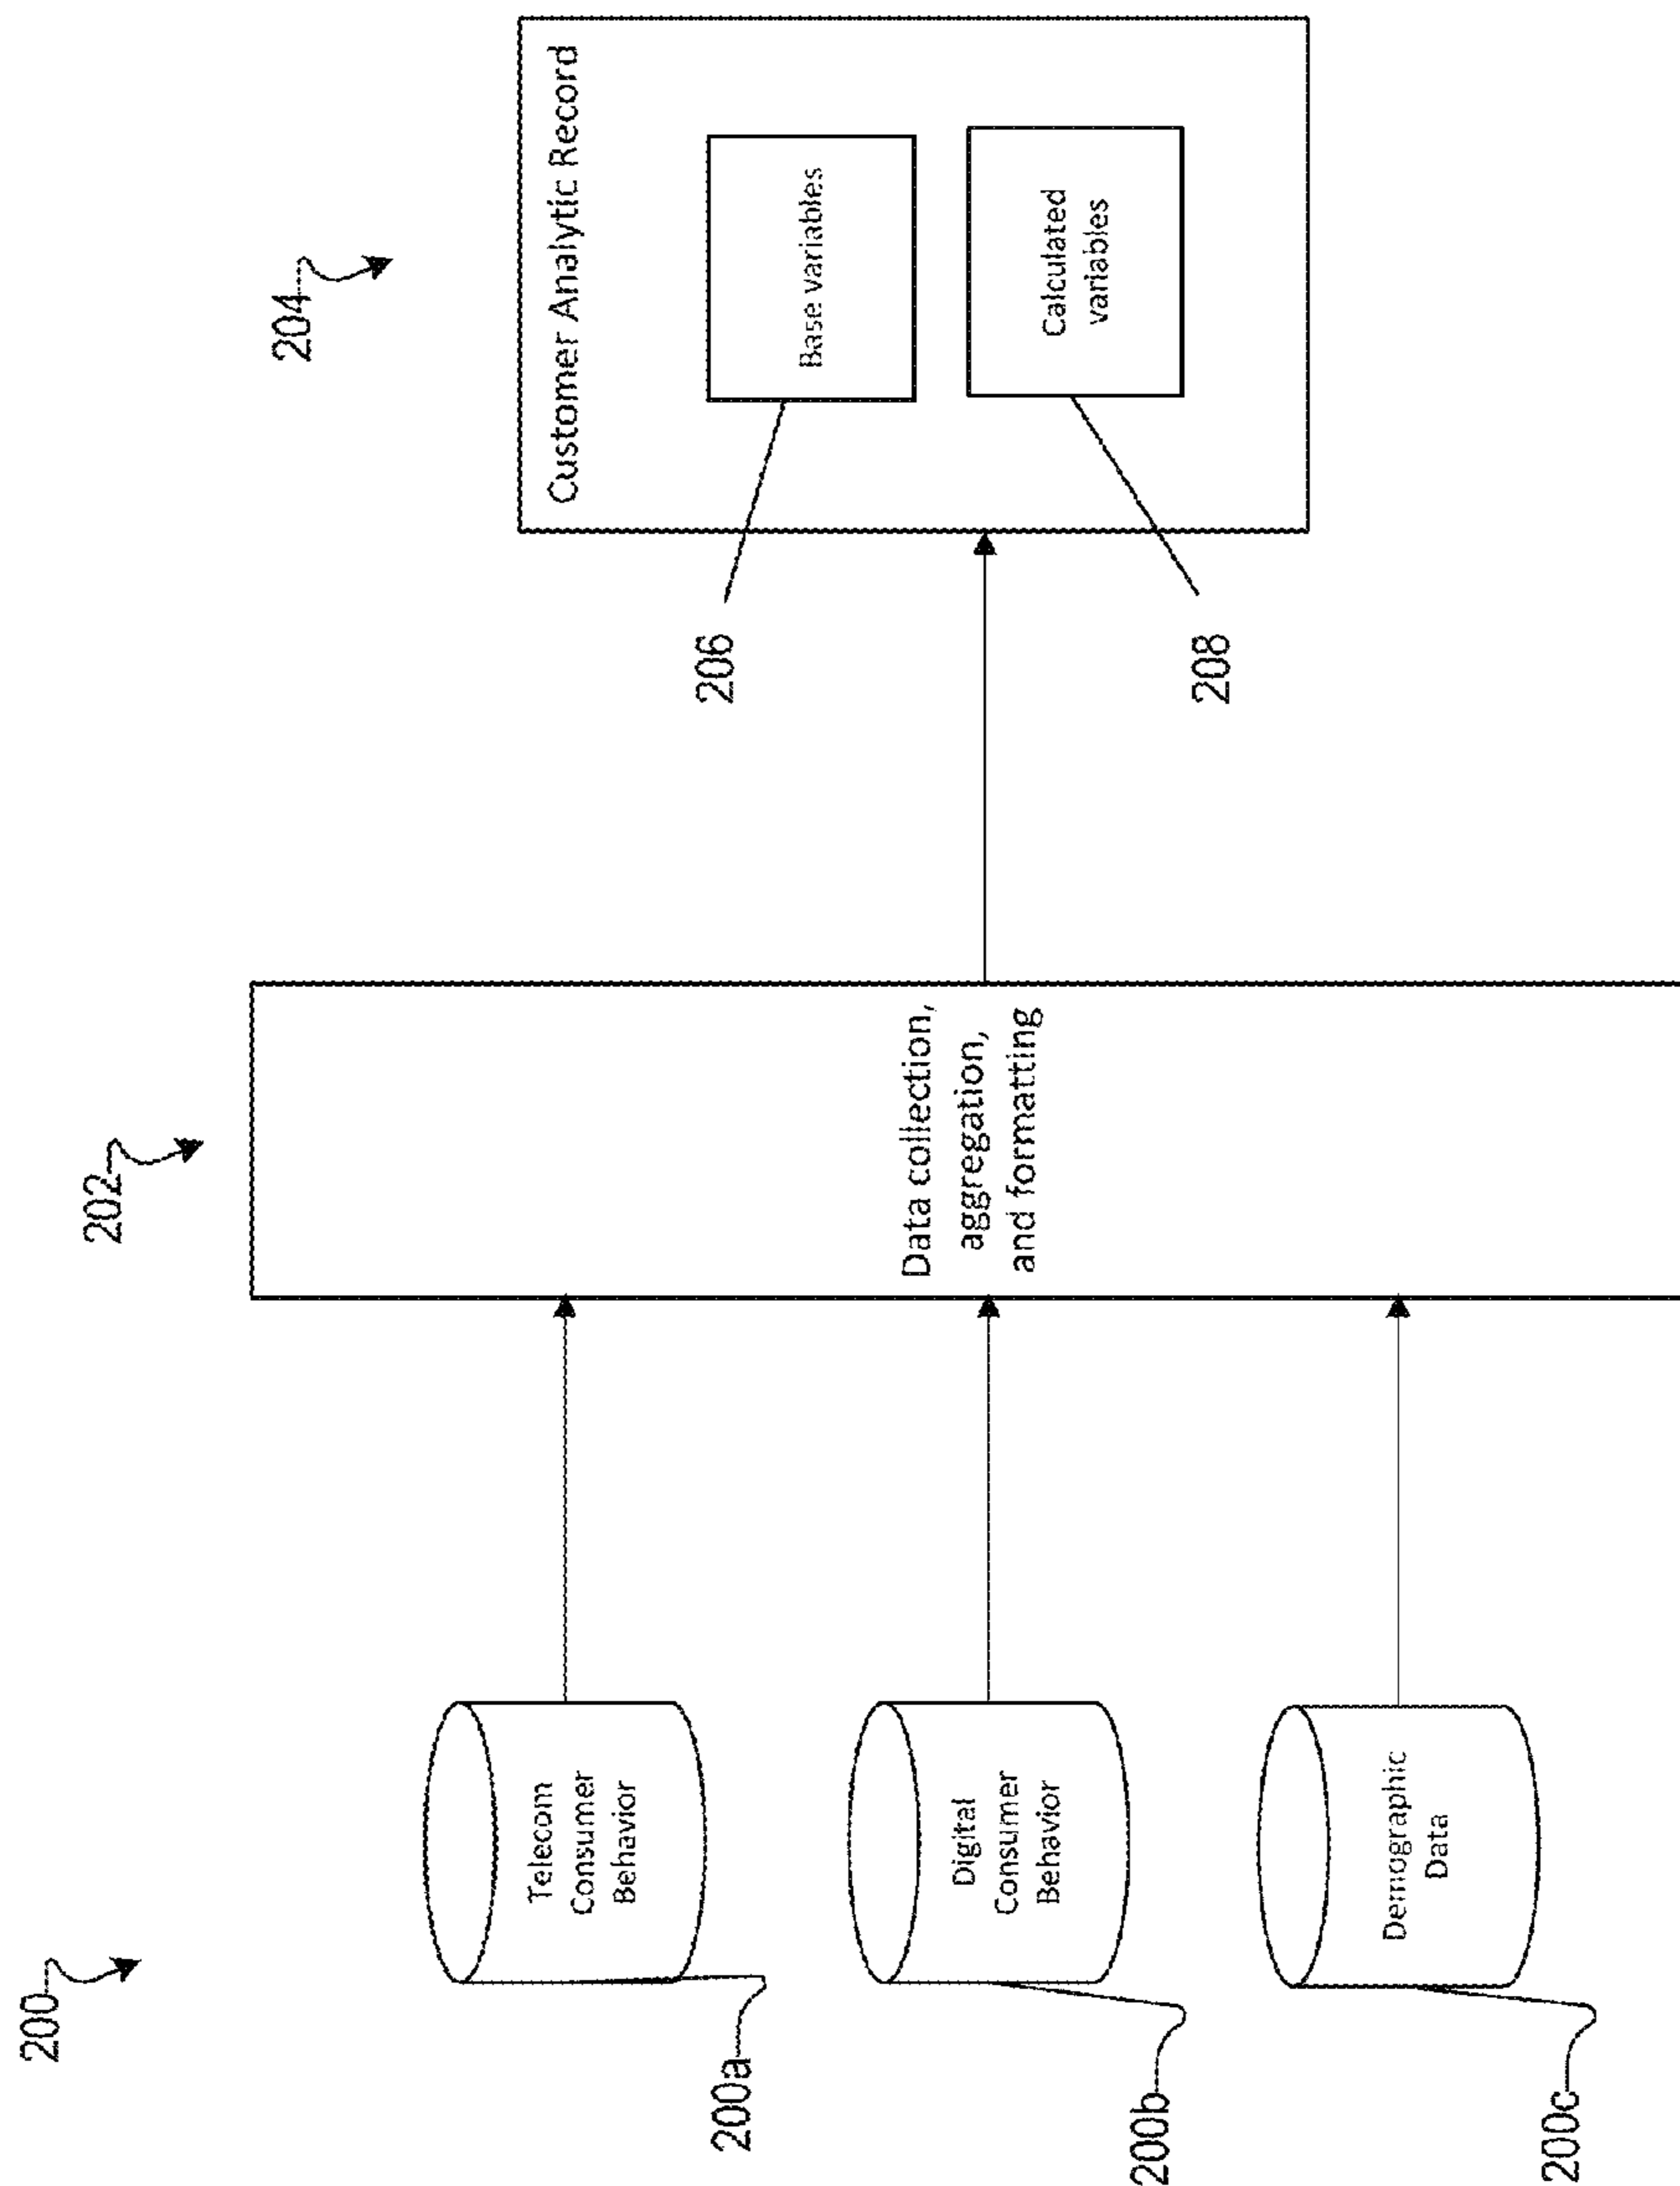 200
202
204
Telecom
Consumer
Behavior
200a
Digital
Consumer
Behavior
200b
Demographic
Data
200c
Data collection,
aggregation,
and formatting
Customer Analytic Record
Base variables
206
Calculated
variables
208